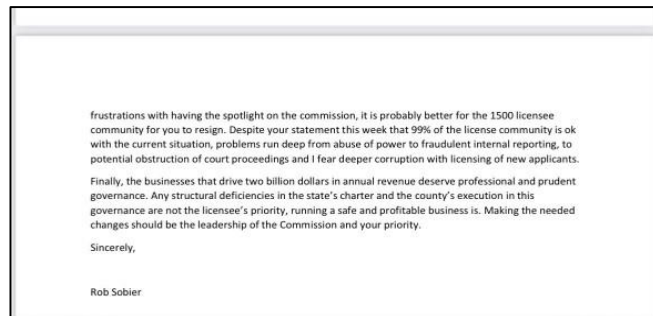 frustrations with having the spotlight on the commission, it is probably better for the 1500 licensee
community for you to resign. Despite your statement this week that 99% of the license community is ok
with the current situation, problems run deep from abuse of power to fraudulent internal reporting, to
potential obstruction of court proceedings and I fear deeper corruption with licensing of new applicants.
Finally, the businesses that drive two billion dollars in annual revenue deserve professional and prudent
governance. Any structural deficiencies in the state's charter and the county's execution in this
governance are not the licensee's priority, running a safe and profitable business is. Making the needed
changes should be the leadership of the Commission and your priority.
Sincerely,
Rob Sobier